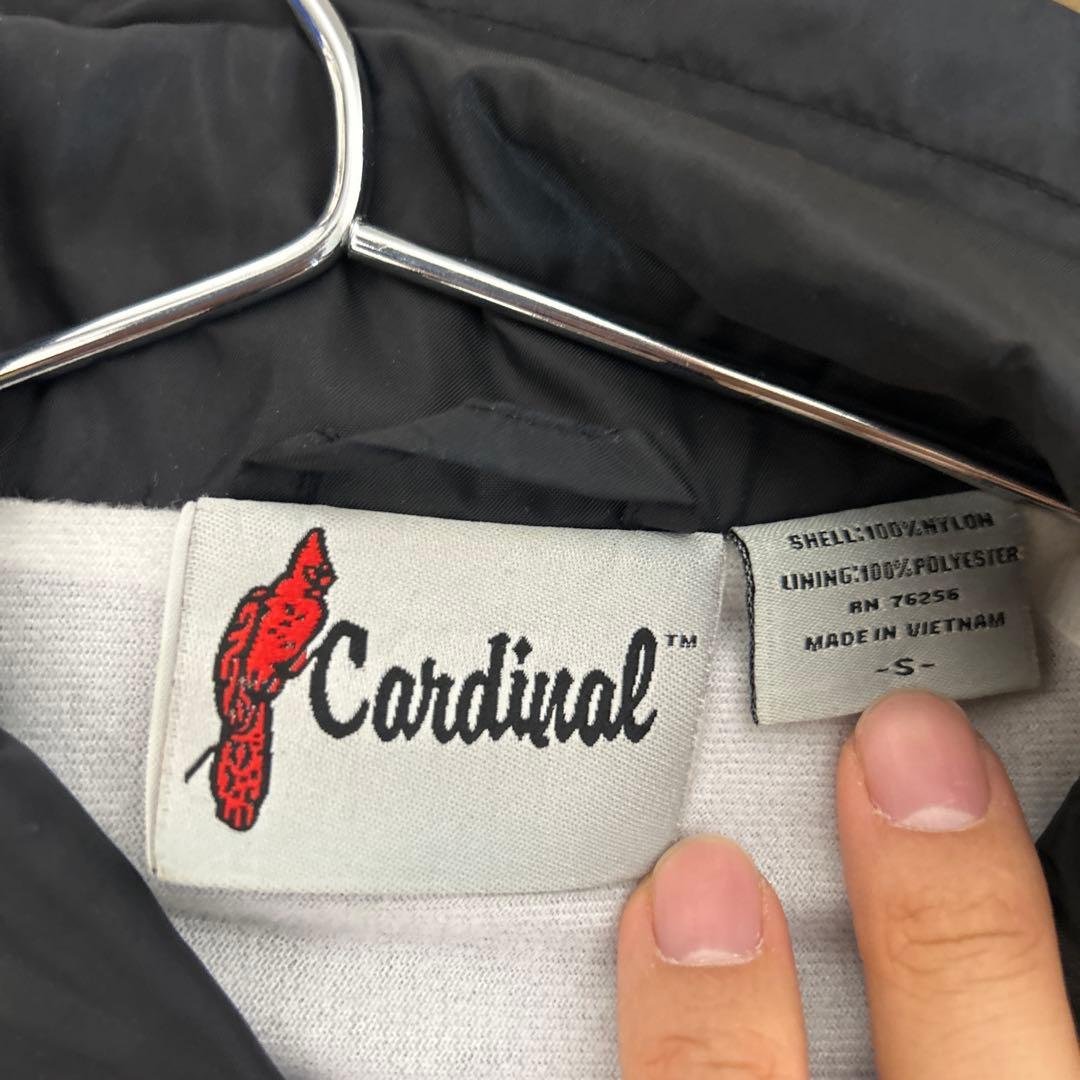 Cardinal™
SHELL:100%NYLON
LINING:100%POLYESTER
RN 76256
MADE IN VIETNAM
-S-